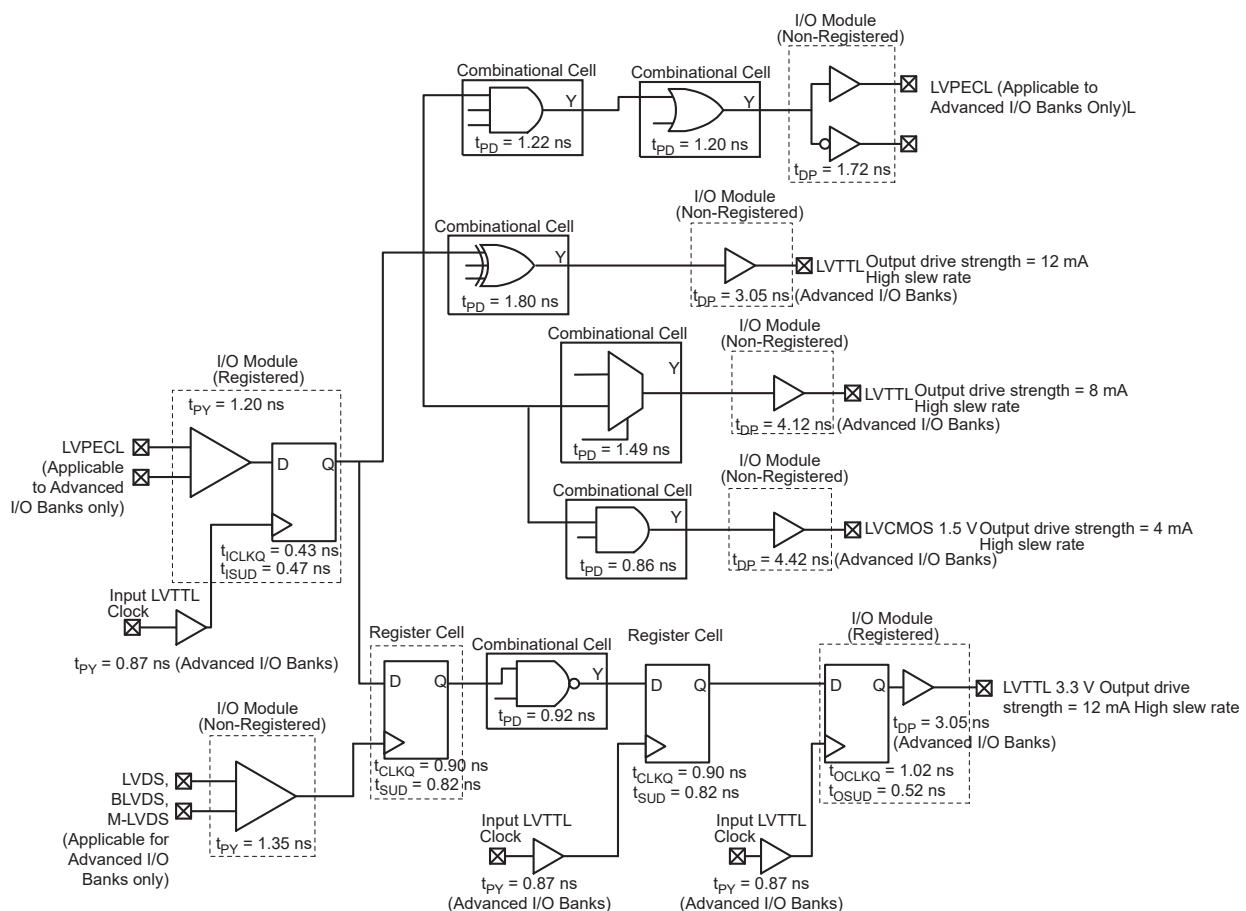 I/O Module
(Non-Registered)
Combinational Cell
Y
tPD = 1.22 ns
Combinational Cell
Y
tPD = 1.20 ns
tDP = 1.72 ns
LVPECL (Applicable to
Advanced I/O Banks Only)L
I/O Module
(Non-Registered)
Combinational Cell
Y
tPD = 1.80 ns
tDP = 3.05 ns (Advanced I/O Banks)
LVTTL Output drive strength = 12 mA
High slew rate
I/O Module
(Non-Registered)
Combinational Cell
Y
tPD = 1.49 ns
tDP = 4.12 ns (Advanced I/O Banks)
LVTTL Output drive strength = 8 mA
High slew rate
I/O Module
(Non-Registered)
Combinational Cell
Y
tPD = 0.86 ns
tDP = 4.42 ns (Advanced I/O Banks)
LVCMOS 1.5 V Output drive strength = 4 mA
High slew rate
I/O Module
(Registered)
tPY = 1.20 ns
LVPECL
(Applicable
to Advanced
I/O Banks only)
D
Q
tICLKQ = 0.43 ns
tISUD = 0.47 ns
Input LVTTL
Clock
tPY = 0.87 ns (Advanced I/O Banks)
Register Cell
D
Q
tCLKQ = 0.90 ns
tSUD = 0.82 ns
Combinational Cell
Y
tPD = 0.92 ns
Register Cell
D
Q
tCLKQ = 0.90 ns
tSUD = 0.82 ns
I/O Module
(Registered)
D
Q
tDP = 3.05 ns
(Advanced I/O Banks)
tOCLKQ = 1.02 ns
tOSUD = 0.52 ns
LVTTL 3.3 V Output drive
strength = 12 mA High slew rate
I/O Module
(Non-Registered)
LVDS,
BLVDS,
M-LVDS
(Applicable for
Advanced I/O
Banks only)
tPY = 1.35 ns
Input LVTTL
Clock
tPY = 0.87 ns
(Advanced I/O Banks)
Input LVTTL
Clock
tPY = 0.87 ns
(Advanced I/O Banks)